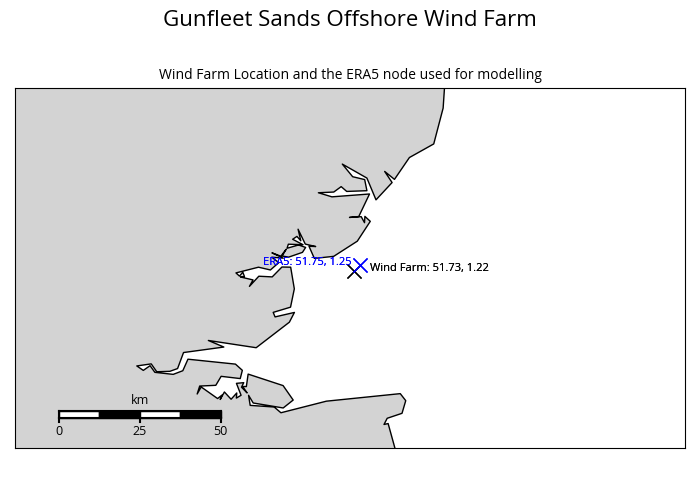 Gunfleet Sands Offshore Wind Farm
Wind Farm Location and the ERA5 node used for modelling
ERA5: 51.75, 1.25
Wind Farm: 51.73, 1.22
km
0 25 50